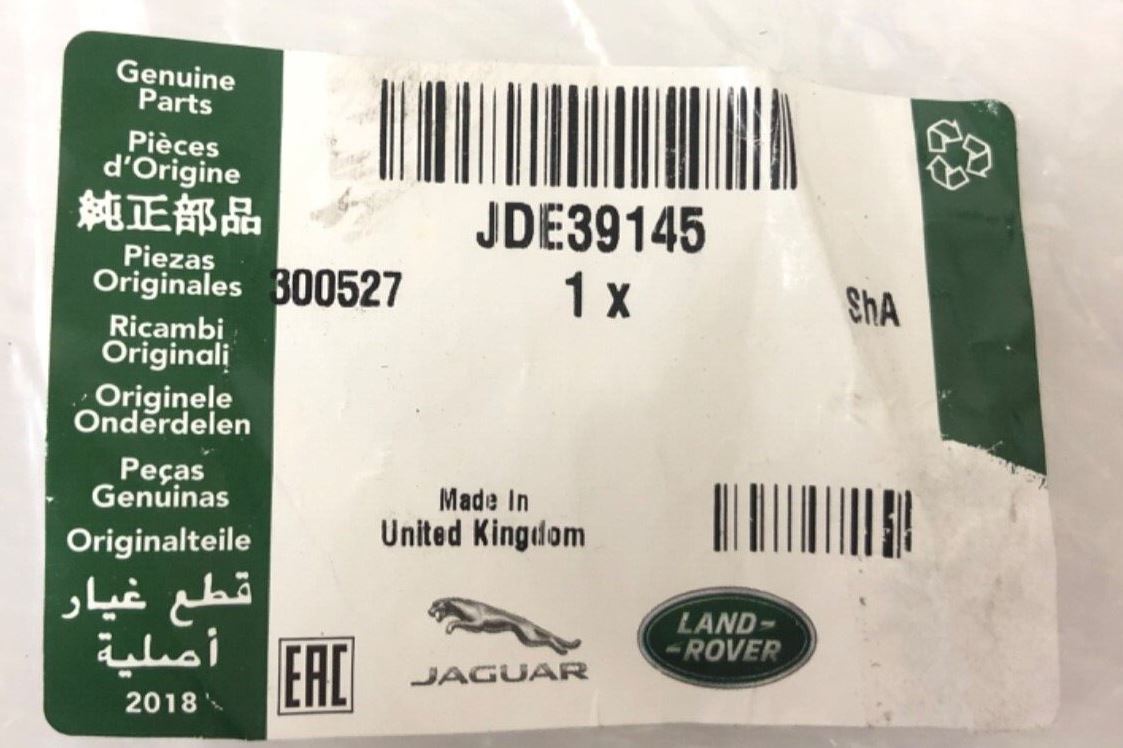 Genuine
Parts
Pièces
d'Origine
純正部品
Piezas
Originales
Ricambi
Originali
Originele
Onderdelen
Peças
Genuinas
Originalteile
قطع غيار
أصلية
2018
JDE39145
300527
1 x
ShA
Made In
United Kingdom
EAC
JAGUAR
LAND-
-ROVER